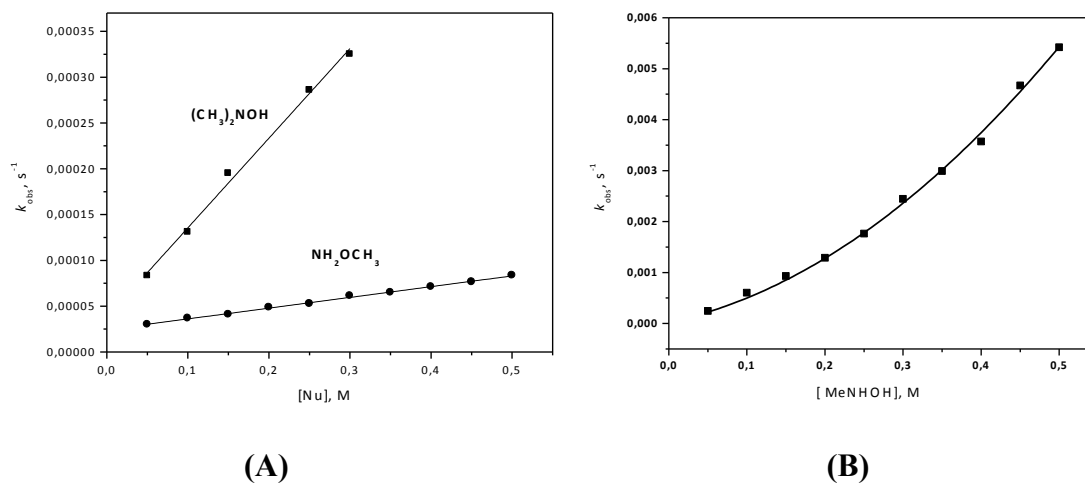 0,00035
0,00030
0,00025
0,00020
0,00015
0,00010
0,00005
0,00000
k obs, s-1
(CH3)2NOH
NH2OCH3
0,0 0,1 0,2 0,3 0,4 0,5
[Nu], M
(A)
0,006
0,005
0,004
0,003
0,002
0,001
0,000
k obs, s-1
0,0 0,1 0,2 0,3 0,4 0,5
[ MeNHOH], M
(B)